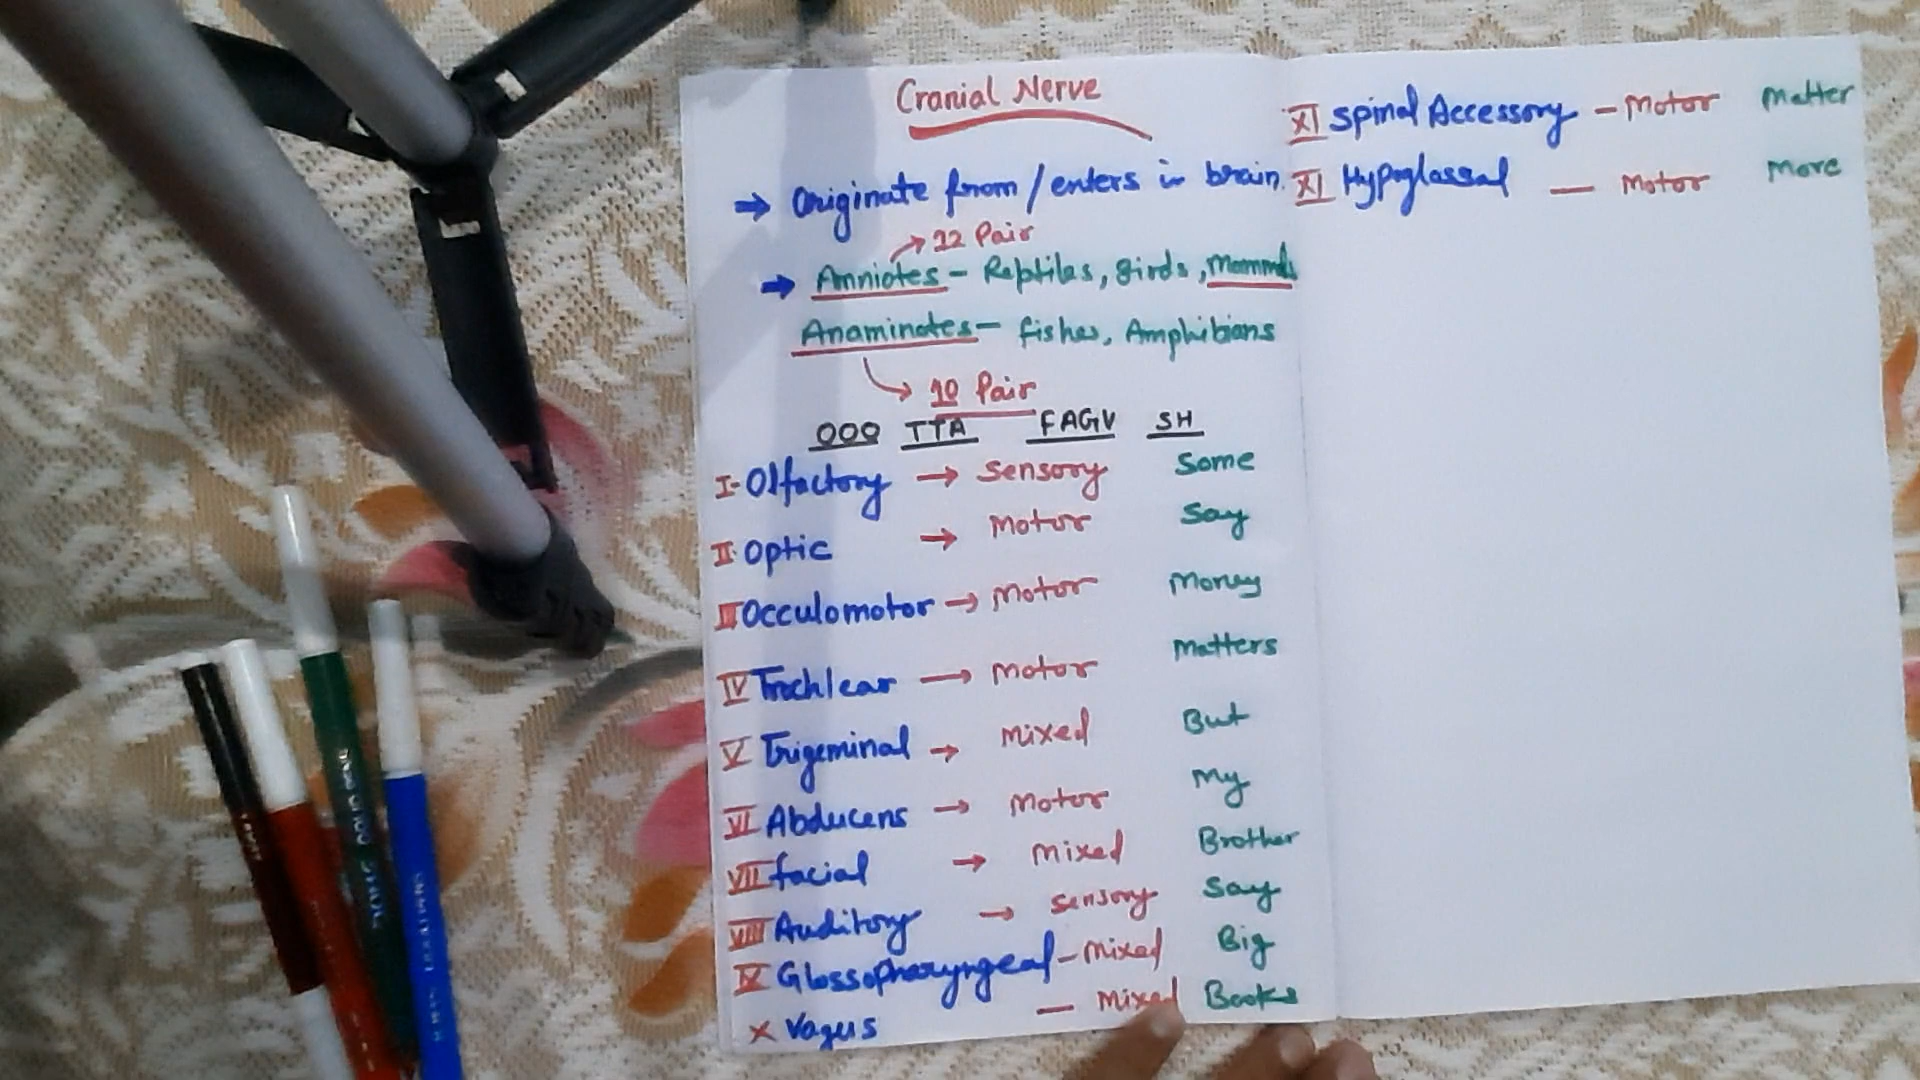 Cranial Nerve
→ Originate from / enters in brain.
→ 12 Pair
→ Amniotes - Reptiles, Birds, Mammals
Anaminotes - fishes, Amphibians
→ 10 Pair
OOO TTA FAGV SH
I- Olfactory → Sensory Some
II- Optic → Motor Say
III Occulomotor → Motor Money
IV Trochlear → Motor Matters
V Trigeminal → Mixed But
VI Abducens → Motor My
VII facial → Mixed Brother
VIII Auditory → Sensory Say
IX Glossopharyngeal - Mixed Big
X Vagus — Mixed Books
XI Spinal Accessory - Motor Matter
XI Hypoglassal — Motor More